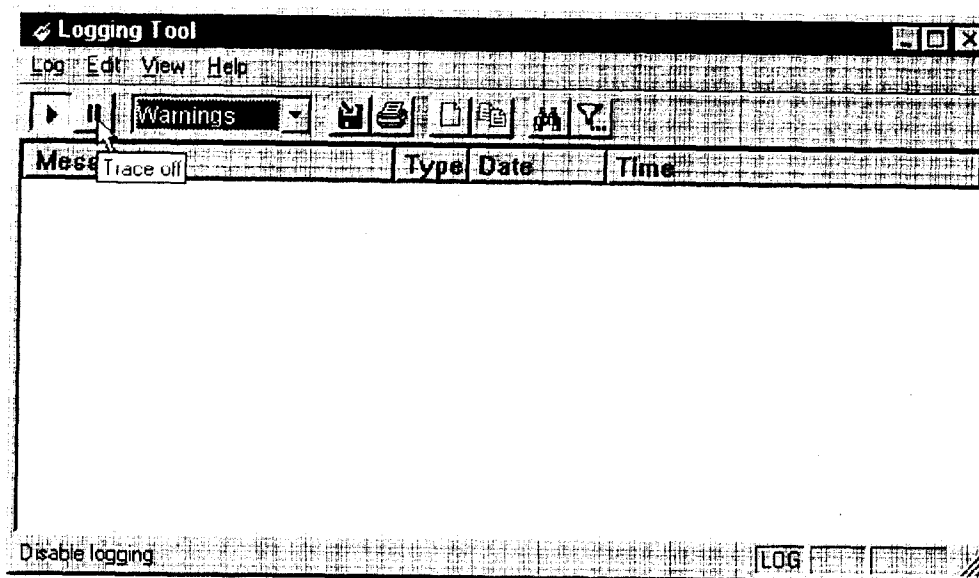 Logging Tool
Log Edit View Help
Warnings
Mess Type Date Time
Trace off
Disable logging
LOG